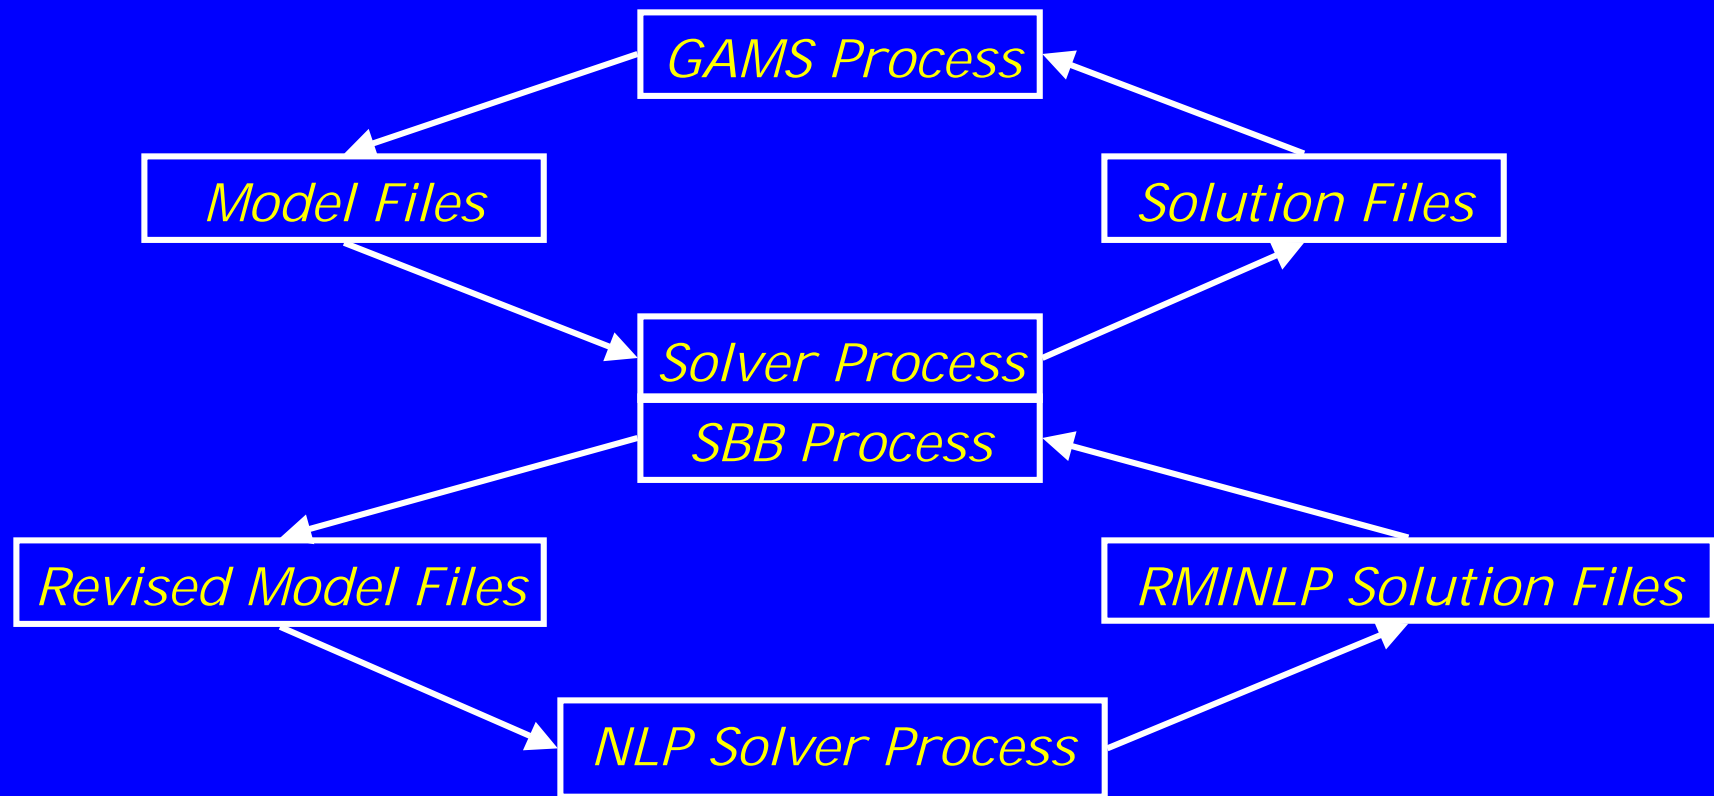 GAMS Process
Model Files
Solution Files
Solver Process
SBB Process
Revised Model Files
RMINLP Solution Files
NLP Solver Process